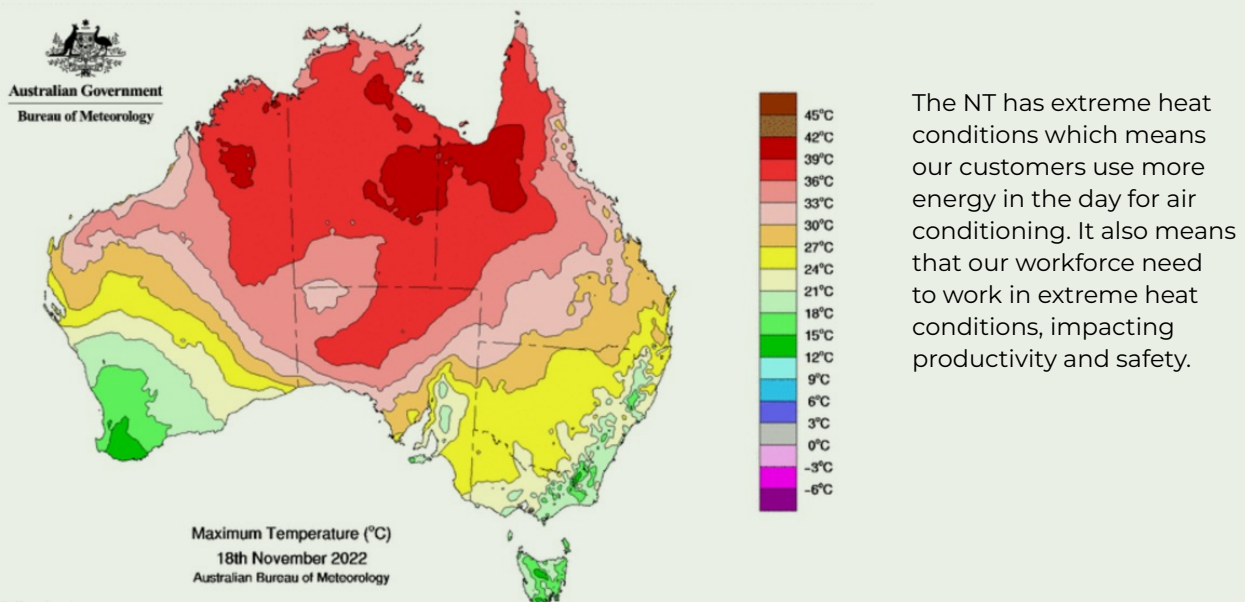 Australian Government
Bureau of Meteorology
45°C
42°C
39°C
36°C
33°C
30°C
27°C
24°C
21°C
18°C
15°C
12°C
9°C
6°C
3°C
0°C
-3°C
-6°C
Maximum Temperature (°C)
18th November 2022
Australian Bureau of Meteorology
The NT has extreme heat
conditions which means
our customers use more
energy in the day for air
conditioning. It also means
that our workforce need
to work in extreme heat
conditions, impacting
productivity and safety.